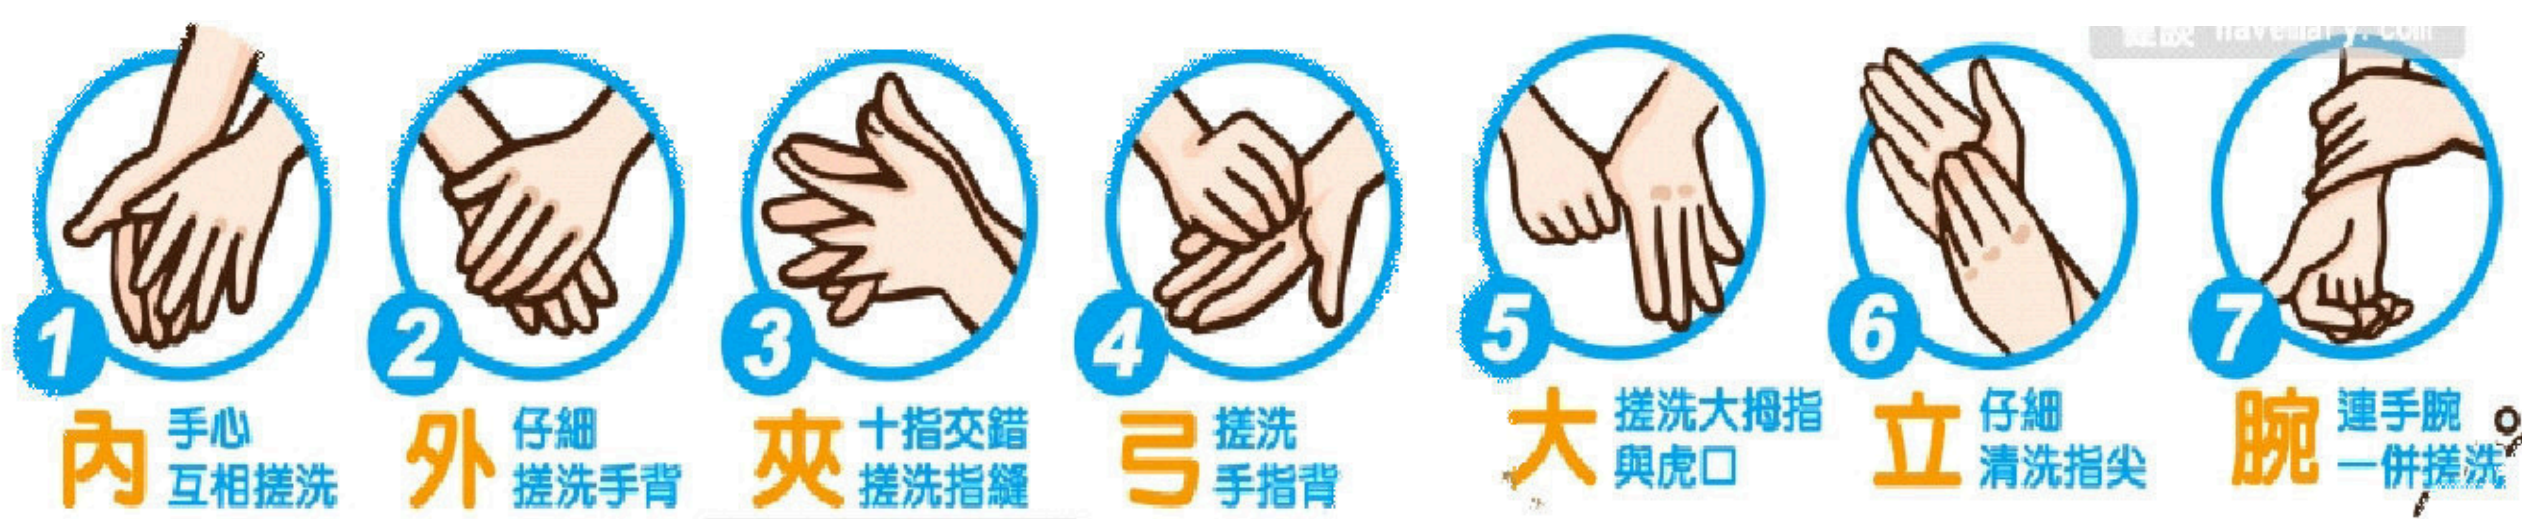 1
內 手心
互相搓洗
2
外 仔細
搓洗手背
3
夾 十指交錯
搓洗指縫
4
弓 搓洗
手指背
5
大 搓洗大拇指
與虎口
6
立 仔細
清洗指尖
7
腕 連手腕
一併搓洗